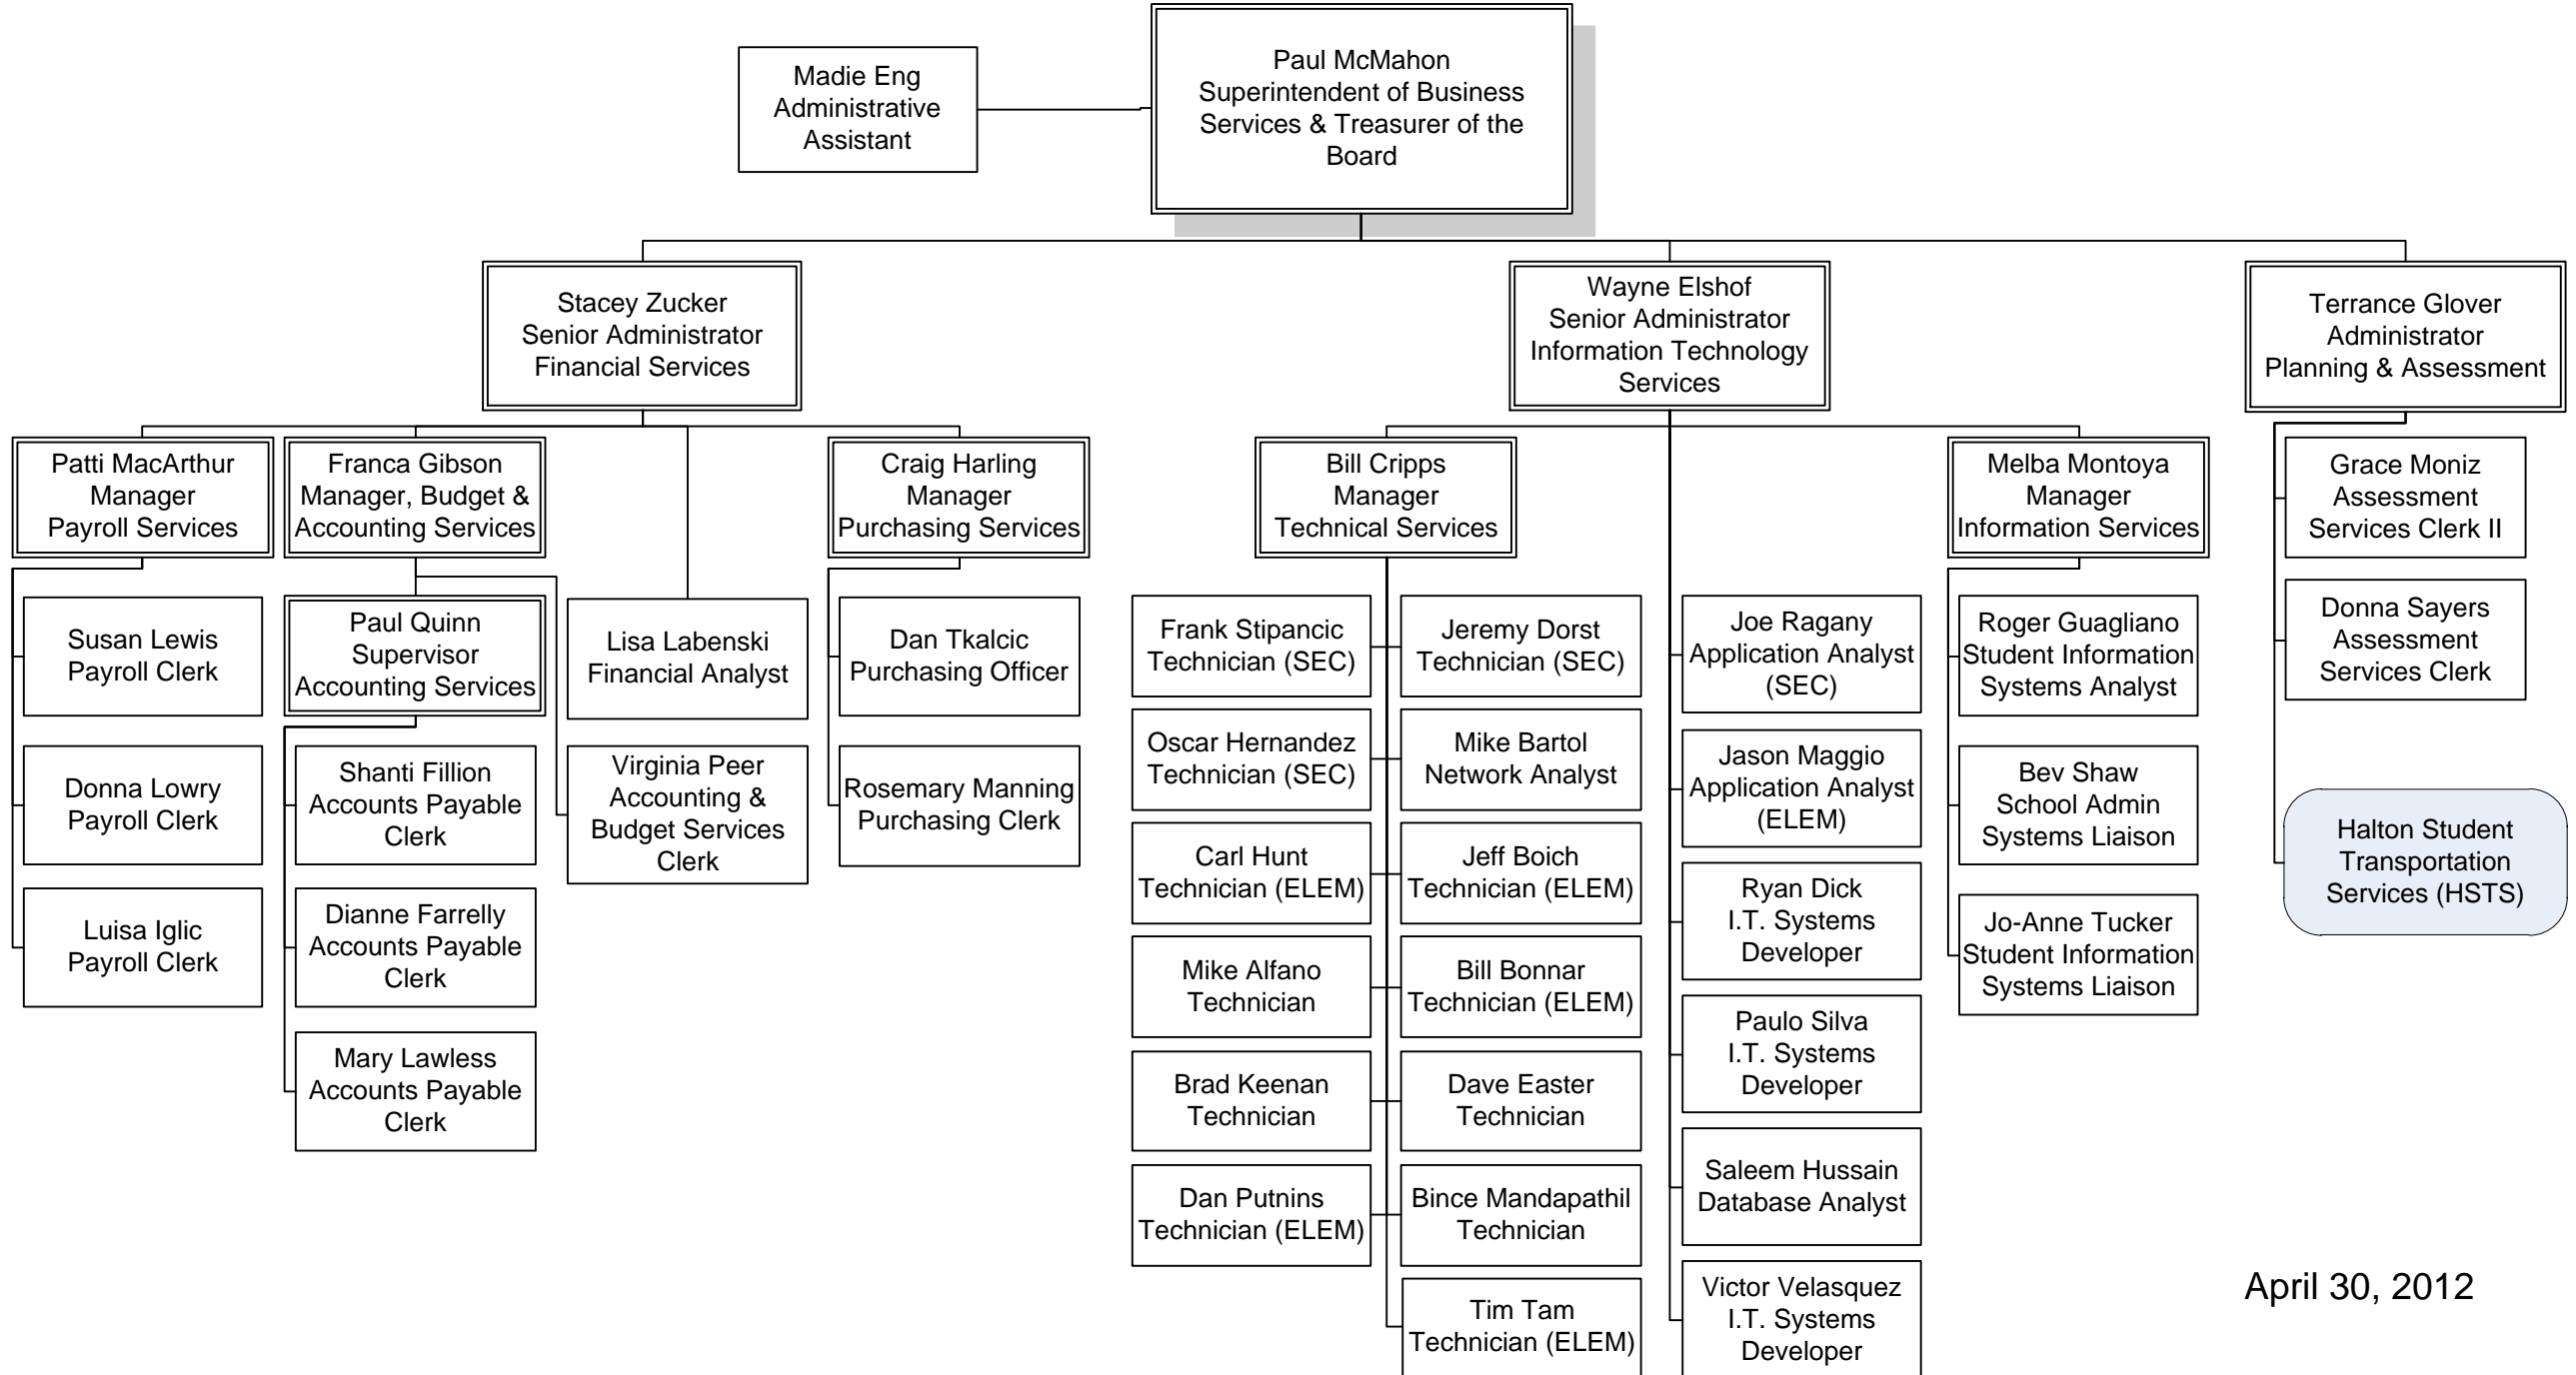 Madie Eng
Administrative
Assistant
Paul McMahon
Superintendent of Business
Services & Treasurer of the
Board
Stacey Zucker
Senior Administrator
Financial Services
Wayne Elshof
Senior Administrator
Information Technology
Services
Terrance Glover
Administrator
Planning & Assessment
Patti MacArthur
Manager
Payroll Services
Franca Gibson
Manager, Budget &
Accounting Services
Craig Harling
Manager
Purchasing Services
Bill Cripps
Manager
Technical Services
Melba Montoya
Manager
Information Services
Grace Moniz
Assessment
Services Clerk II
Susan Lewis
Payroll Clerk
Donna Lowry
Payroll Clerk
Luisa Iglic
Payroll Clerk
Paul Quinn
Supervisor
Accounting Services
Shanti Fillion
Accounts Payable
Clerk
Dianne Farrelly
Accounts Payable
Clerk
Mary Lawless
Accounts Payable
Clerk
Lisa Labenski
Financial Analyst
Virginia Peer
Accounting &
Budget Services
Clerk
Dan Tkalcic
Purchasing Officer
Rosemary Manning
Purchasing Clerk
Frank Stipancic
Technician (SEC)
Oscar Hernandez
Technician (SEC)
Carl Hunt
Technician (ELEM)
Mike Alfano
Technician
Brad Keenan
Technician
Dan Putnins
Technician (ELEM)
Jeremy Dorst
Technician (SEC)
Mike Bartol
Network Analyst
Jeff Boich
Technician (ELEM)
Bill Bonnar
Technician (ELEM)
Dave Easter
Technician
Bince Mandapathil
Technician
Tim Tam
Technician (ELEM)
Joe Ragany
Application Analyst
(SEC)
Jason Maggio
Application Analyst
(ELEM)
Ryan Dick
I.T. Systems
Developer
Paulo Silva
I.T. Systems
Developer
Saleem Hussain
Database Analyst
Victor Velasquez
I.T. Systems
Developer
Roger Guagliano
Student Information
Systems Analyst
Bev Shaw
School Admin
Systems Liaison
Jo-Anne Tucker
Student Information
Systems Liaison
Donna Sayers
Assessment
Services Clerk
Halton Student
Transportation
Services (HSTS)
April 30, 2012